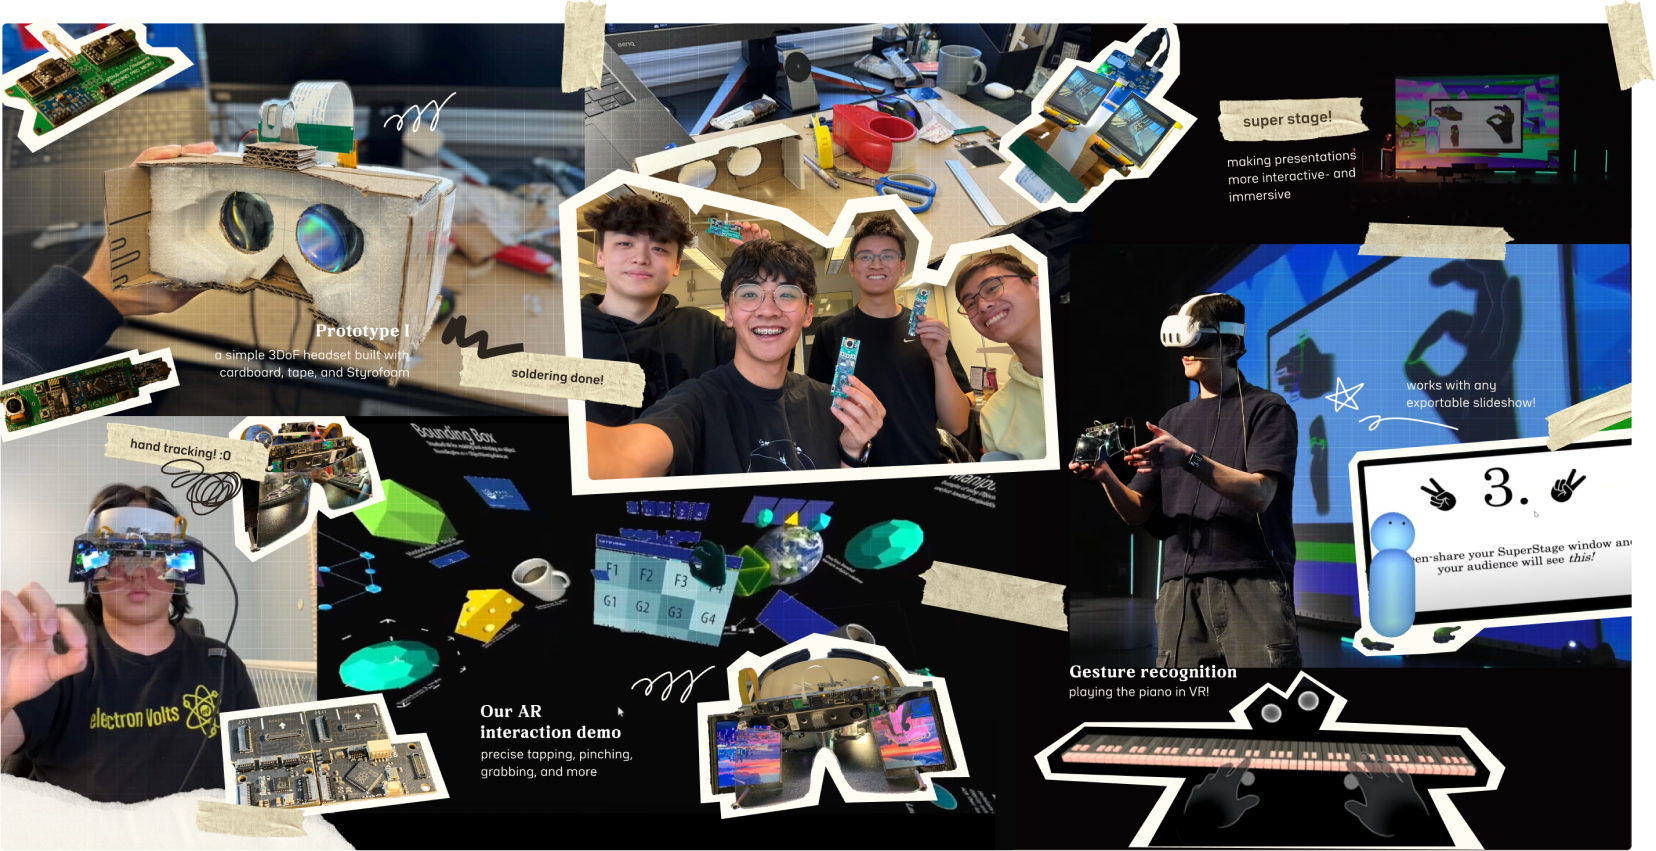 super stage!
making presentations
more interactive- and
immersive
Prototype I
a simple 3DoF headset built with
cardboard, tape, and Styrofoam
soldering done!
works with any
exportable slideshow!
hand tracking! :O
Bounding Box
3.
en-share your SuperStage window and
your audience will see this!
F1 F2 F3 F4
G1 G2 G3 G4
electron Volts
Gesture recognition
playing the piano in VR!
Our AR
interaction demo
precise tapping, pinching,
grabbing, and more
BenQ